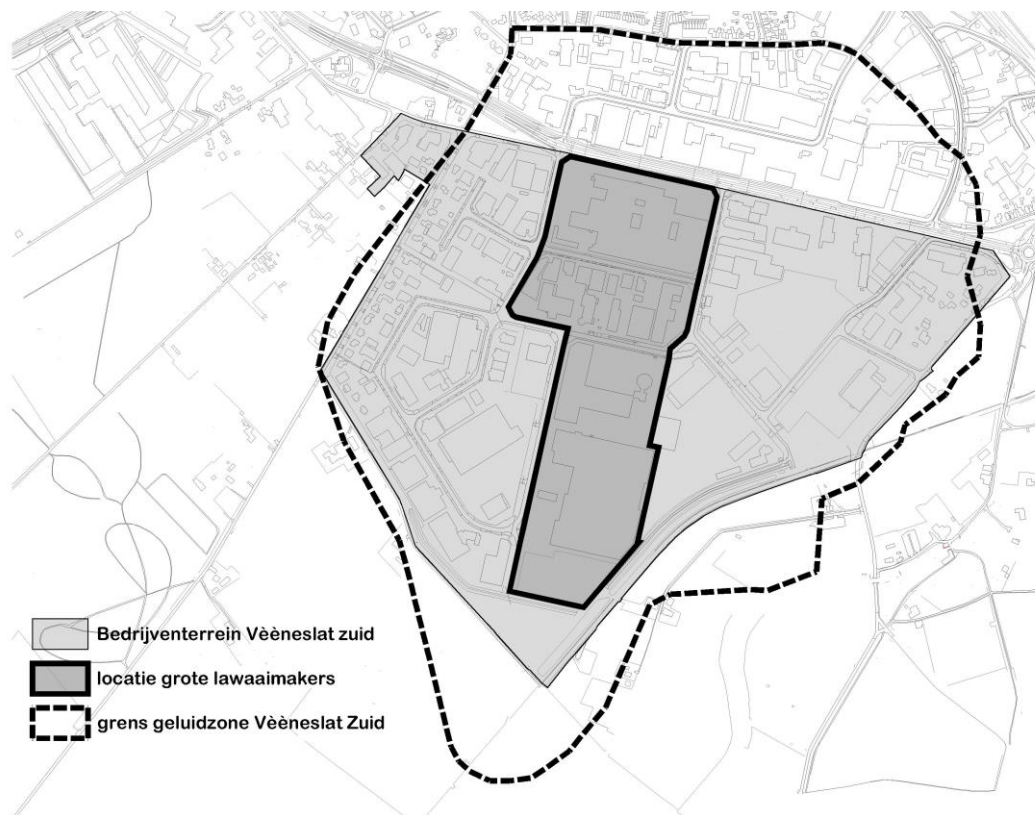 Bedrijventerrein Vèèneslat zuid
locatie grote lawaaimakers
grens geluidzone Vèèneslat Zuid